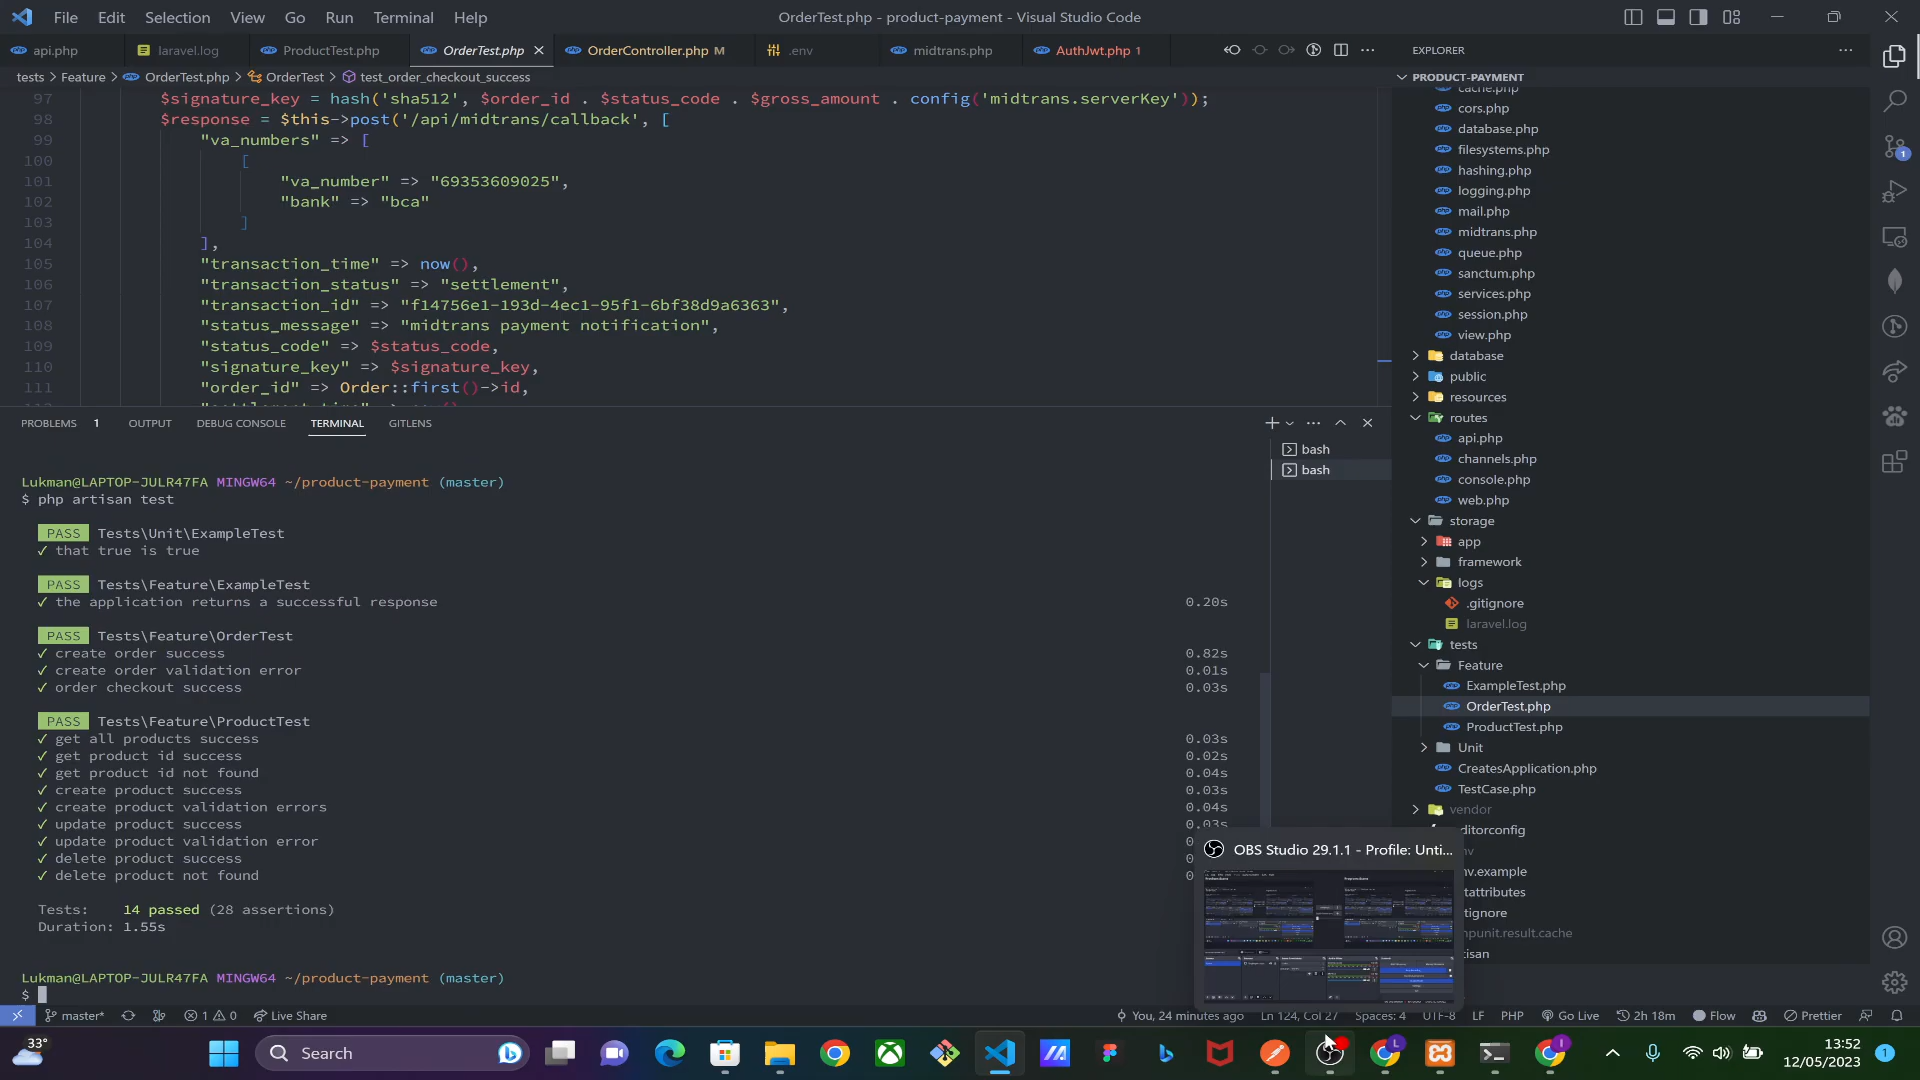 File Edit Selection View Go Run Terminal Help
OrderTest.php - product-payment - Visual Studio Code
api.php
laravel.log
ProductTest.php
OrderTest.php
OrderController.php M
.env
midtrans.php
AuthJwt.php 1
EXPLORER
tests > Feature > OrderTest.php > OrderTest > test_order_checkout_success
97 $signature_key = hash('sha512', $order_id . $status_code . $gross_amount . config('midtrans.serverKey'));
98 $response = $this->post('/api/midtrans/callback', [
99 "va_numbers" => [
100 [
101 "va_number" => "69353609025",
102 "bank" => "bca"
103 ]
104 ],
105 "transaction_time" => now(),
106 "transaction_status" => "settlement",
107 "transaction_id" => "f14756e1-193d-4ec1-95f1-6bf38d9a6363",
108 "status_message" => "midtrans payment notification",
109 "status_code" => $status_code,
110 "signature_key" => $signature_key,
111 "order_id" => Order::first()->id,
PROBLEMS 1 OUTPUT DEBUG CONSOLE TERMINAL GITLENS
bash
bash
Lukman@LAPTOP-JULR47FA MINGW64 ~/product-payment (master)
$ php artisan test
PASS Tests\Unit\ExampleTest
✓ that true is true
PASS Tests\Feature\ExampleTest
✓ the application returns a successful response 0.20s
PASS Tests\Feature\OrderTest
✓ create order success 0.82s
✓ create order validation error 0.01s
✓ order checkout success 0.03s
PASS Tests\Feature\ProductTest
✓ get all products success 0.03s
✓ get product id success 0.02s
✓ get product id not found 0.04s
✓ create product success 0.03s
✓ create product validation errors 0.04s
✓ update product success 0.03s
✓ update product validation error
✓ delete product success
✓ delete product not found
Tests: 14 passed (28 assertions)
Duration: 1.55s
Lukman@LAPTOP-JULR47FA MINGW64 ~/product-payment (master)
$
PRODUCT-PAYMENT
cache.php
cors.php
database.php
filesystems.php
hashing.php
logging.php
mail.php
midtrans.php
queue.php
sanctum.php
services.php
session.php
view.php
database
public
resources
routes
api.php
channels.php
console.php
web.php
storage
app
framework
logs
.gitignore
laravel.log
tests
Feature
ExampleTest.php
OrderTest.php
ProductTest.php
Unit
CreatesApplication.php
TestCase.php
vendor
ditorconfig
nv
nv.example
tattributes
tignore
npunit.result.cache
tisan
1
OBS Studio 29.1.1 - Profile: Unti...
master* 1 0 Live Share
You, 24 minutes ago Ln 124, Col 27 Spaces: 4 UTF-8 LF PHP Go Live 2h 18m Flow Prettier
33°
Search
13:52
12/05/2023
1